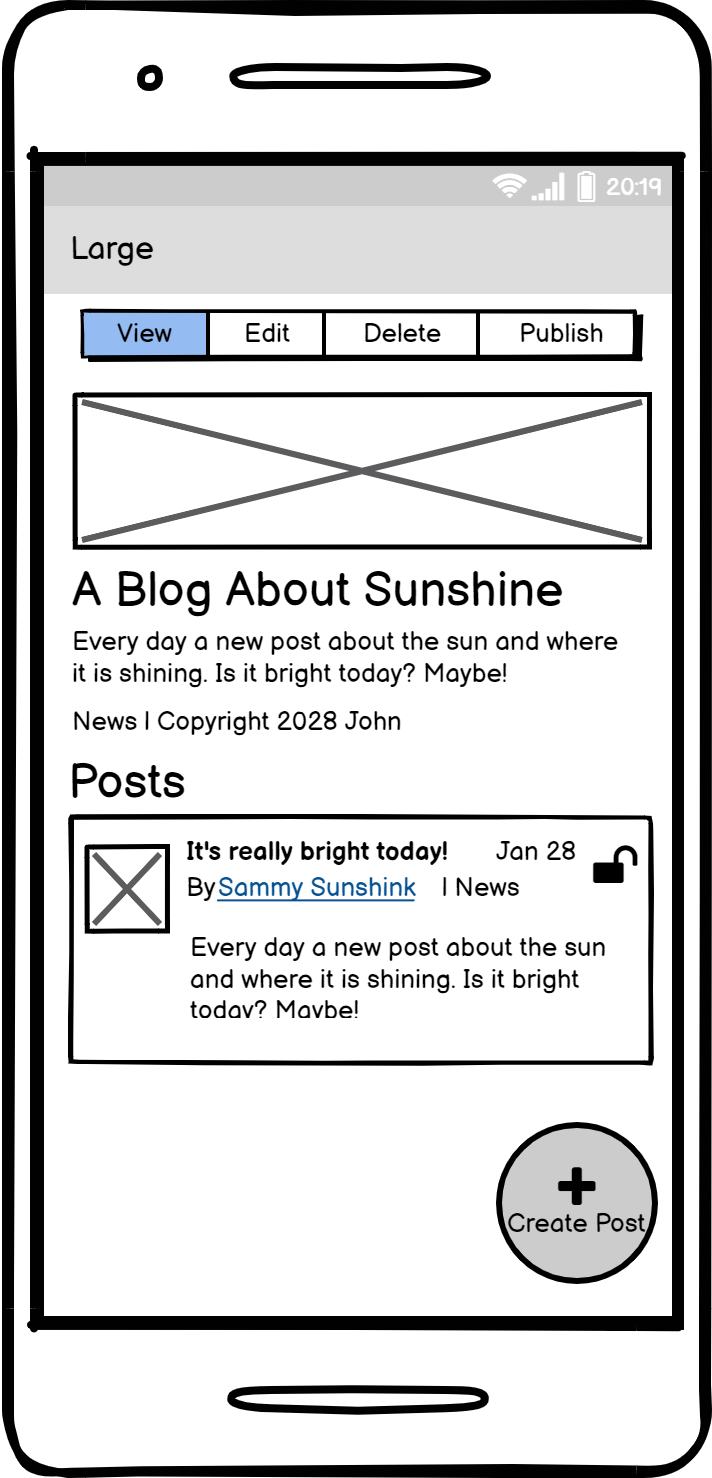 20:19
Large
View Edit Delete Publish
A Blog About Sunshine
Every day a new post about the sun and where
it is shining. Is it bright today? Maybe!
News | Copyright 2028 John
Posts
It's really bright today! Jan 28
By Sammy Sunshink | News
Every day a new post about the sun
and where it is shining. Is it bright
today? Maybe!
Create Post